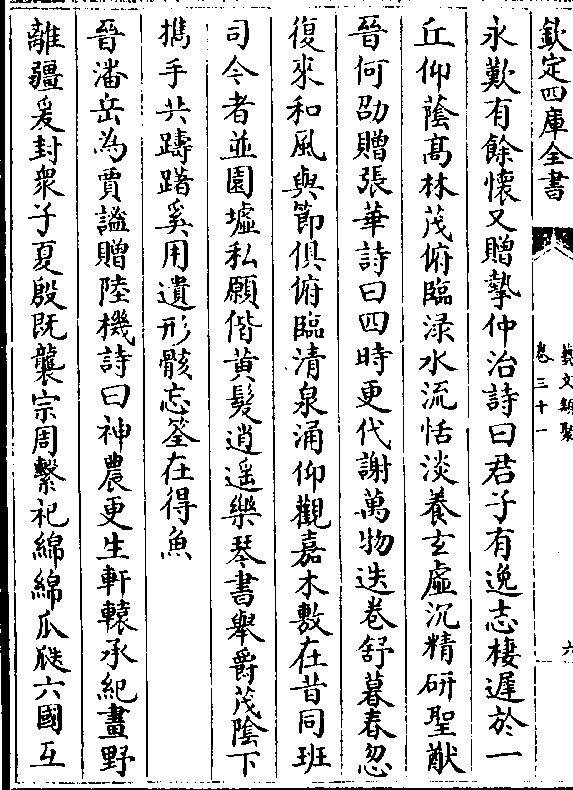 欽定四庫全書
藝文類聚
卷三十一
六
永歎有餘懷又贈摯仲治詩曰君子有逸志棲遲於一
丘仰蔭髙林茂俯臨渌水流恬淡養玄虛沉精研聖猷
晉何劭贈張華詩曰四時更代謝萬物迭卷舒暮春忽
復來和風與節俱俯臨清泉涌仰觀嘉木敷在昔同班
司今者並園墟私願偕黄髮逍遥樂琴書舉爵茂陰下
携手共躊躇奚用遺形骸忘筌在得魚
晉潘岳為賈謐贈陸機詩曰神農更生軒轅承紀畫野
離疆爰封衆子夏殷既襲宗周繫祀綿綿瓜瓞六國互